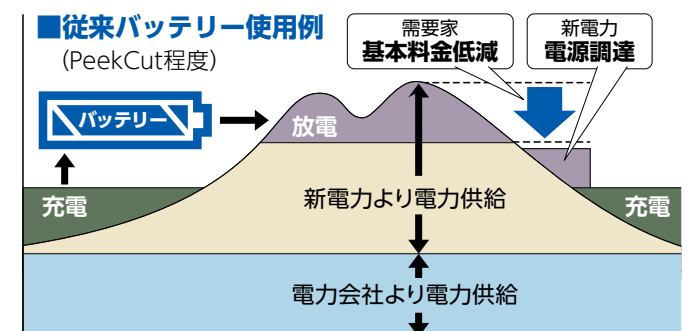 ■従来バッテリー使用例
(PeekCut程度)
需要家
基本料金低減
新電力
電源調達
バッテリー
放電
充電
新電力より電力供給
充電
電力会社より電力供給